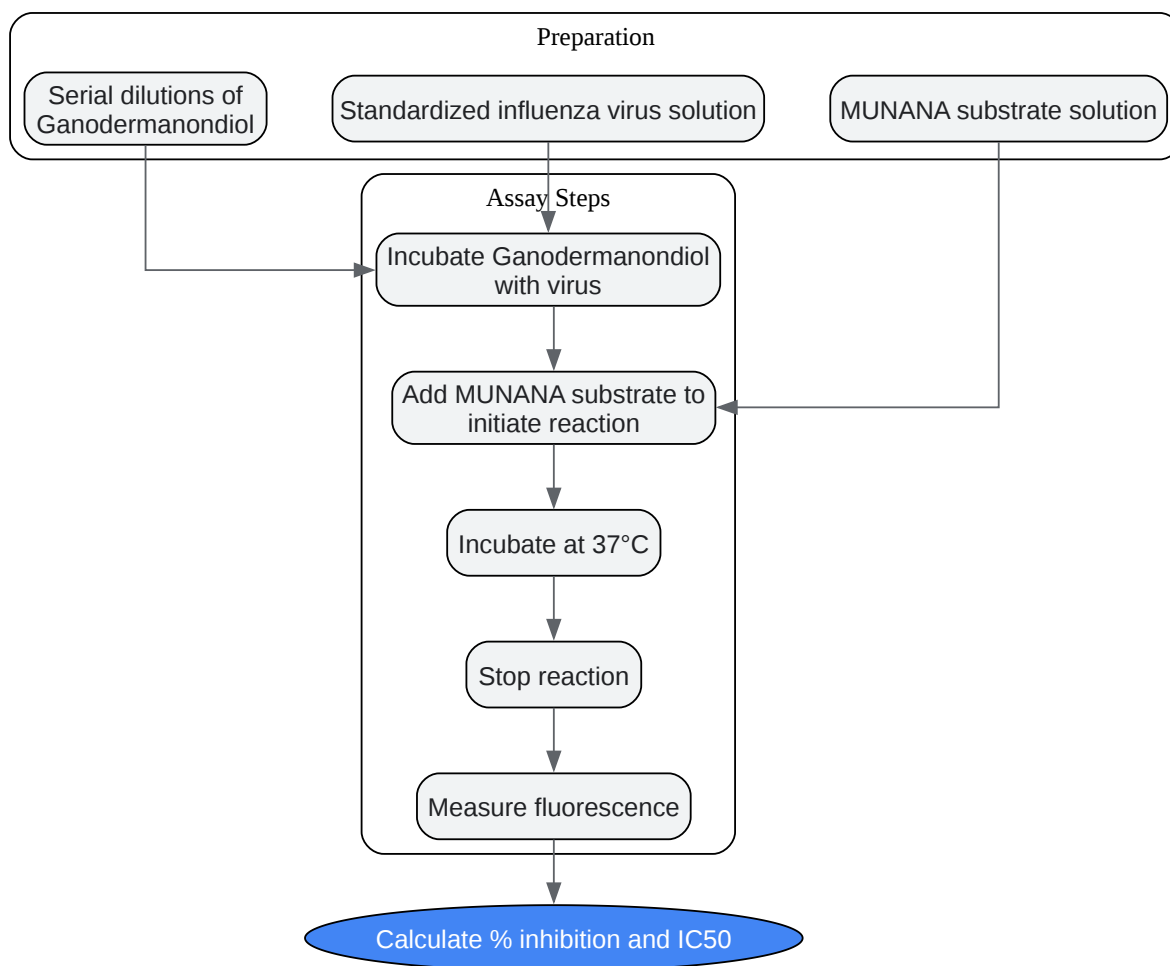 Preparation
Serial dilutions of
Ganodermanondiol
Standardized influenza virus solution
MUNANA substrate solution
Assay Steps
Incubate Ganodermanondiol
with virus
Add MUNANA substrate to
initiate reaction
Incubate at 37°C
Stop reaction
Measure fluorescence
Calculate % inhibition and IC50